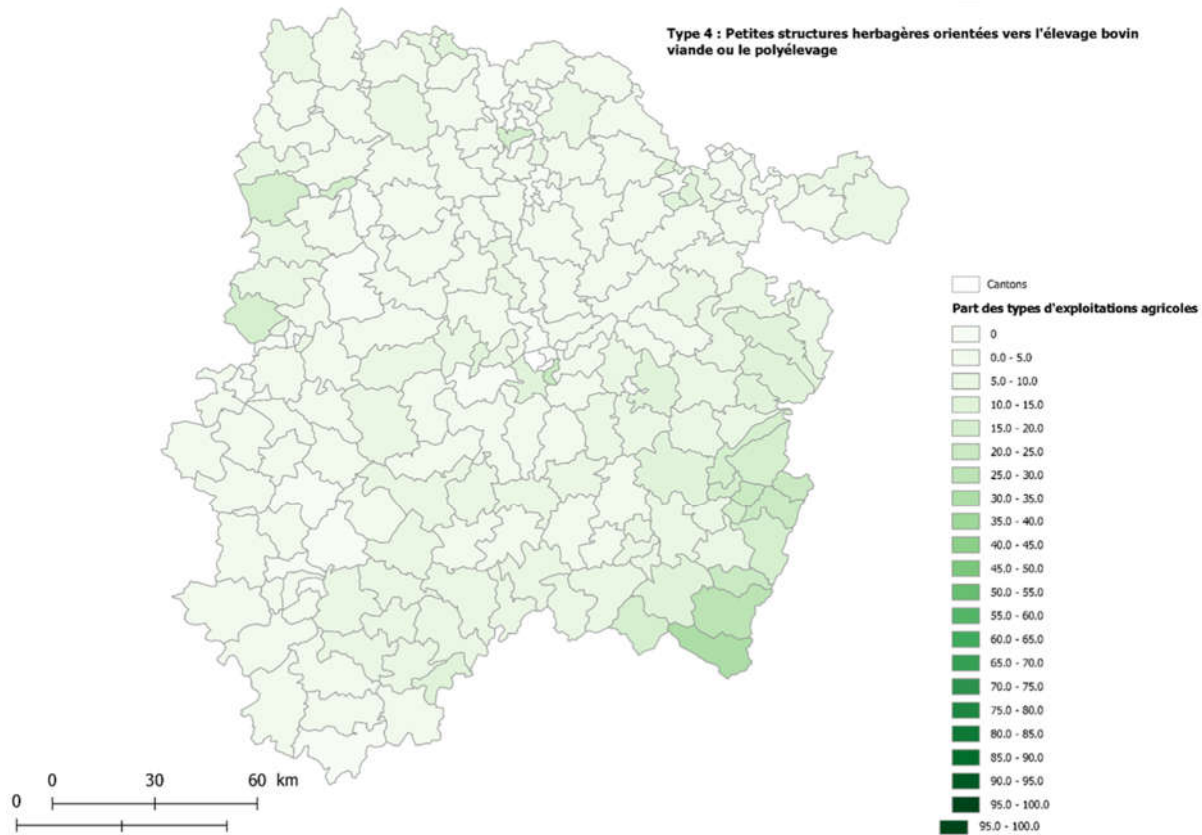 Type 4 : Petites structures herbagères orientées vers l'élevage bovin
viande ou le polyélevage
Cantons
Part des types d'exploitations agricoles
0
0.0 - 5.0
5.0 - 10.0
10.0 - 15.0
15.0 - 20.0
20.0 - 25.0
25.0 - 30.0
30.0 - 35.0
35.0 - 40.0
40.0 - 45.0
45.0 - 50.0
50.0 - 55.0
55.0 - 60.0
60.0 - 65.0
65.0 - 70.0
70.0 - 75.0
75.0 - 80.0
80.0 - 85.0
85.0 - 90.0
90.0 - 95.0
95.0 - 100.0
95.0 - 100.0
0 30 60 km
0